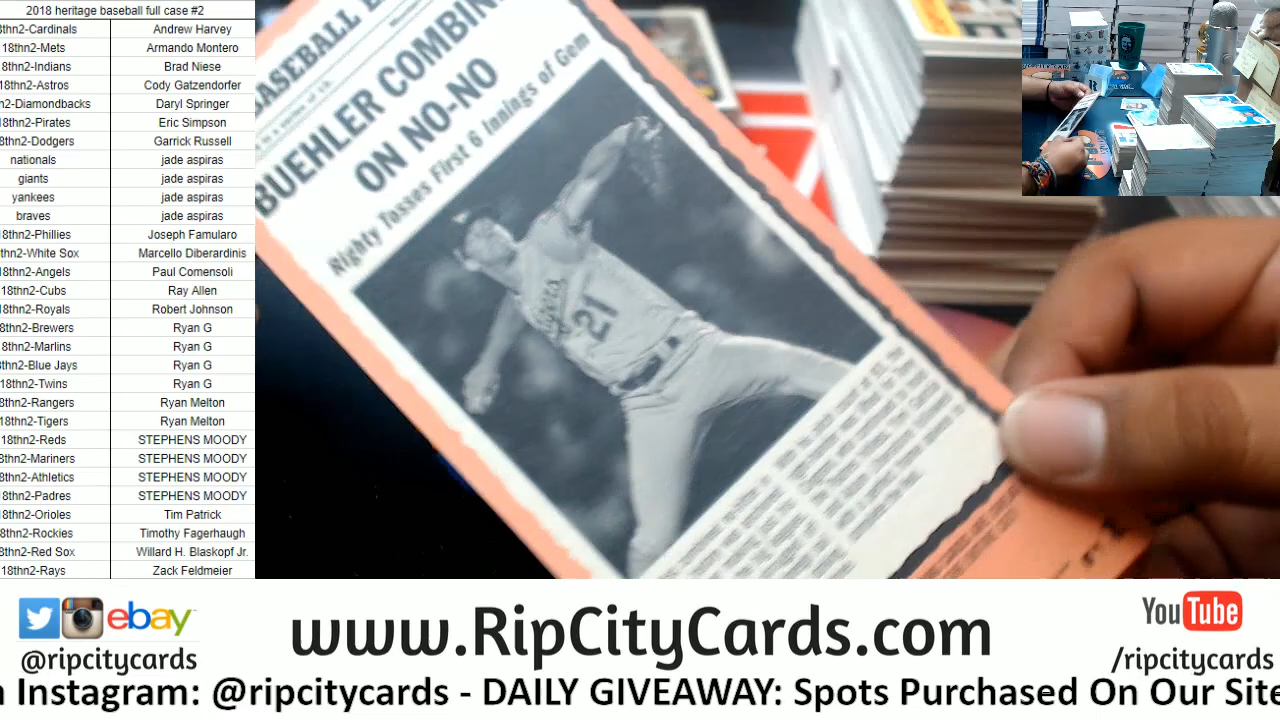 2018 heritage baseball full case #2
8thn2-Cardinals Andrew Harvey
18thn2-Mets Armando Montero
8thn2-Indians Brad Niese
18thn2-Astros Cody Gatzendorfer
n2-Diamondbacks Daryl Springer
18thn2-Pirates Eric Simpson
8thn2-Dodgers Garrick Russell
nationals jade aspiras
giants jade aspiras
yankees jade aspiras
braves jade aspiras
18thn2-Phillies Joseph Famularo
thn2-White Sox Marcello Diberardinis
18thn2-Angels Paul Comensoli
18thn2-Cubs Ray Allen
18thn2-Royals Robert Johnson
8thn2-Brewers Ryan G
18thn2-Marlins Ryan G
8thn2-Blue Jays Ryan G
18thn2-Twins Ryan G
8thn2-Rangers Ryan Melton
18thn2-Tigers Ryan Melton
18thn2-Reds STEPHENS MOODY
8thn2-Mariners STEPHENS MOODY
8thn2-Athletics STEPHENS MOODY
8thn2-Padres STEPHENS MOODY
18thn2-Orioles Tim Patrick
8thn2-Rockies Timothy Fagerhaugh
8thn2-Red Sox Willard H. Blaskopf Jr.
18thn2-Rays Zack Feldmeier
BASEBALL
BUEHLER COMBIN
ON NO-NO
Righty Tosses First 6 Innings of Gem
21
ebay
@ripcitycards
www.RipCityCards.com
YouTube
/ripcitycards
Instagram: @ripcitycards - DAILY GIVEAWAY: Spots Purchased On Our Site